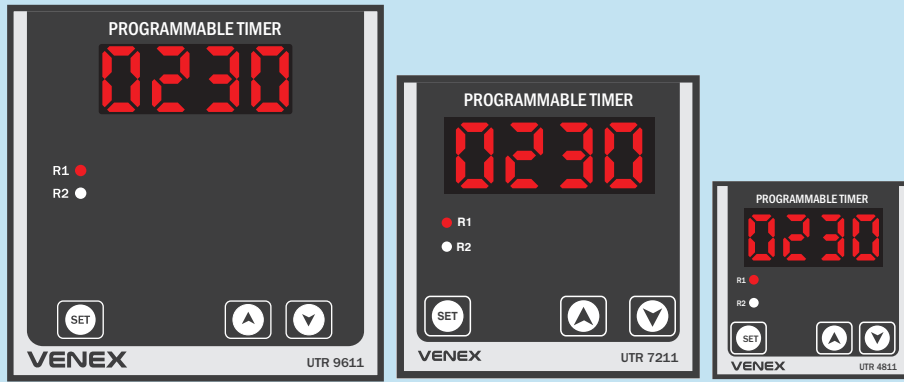 PROGRAMMABLE TIMER
0230
R1
R2
SET
VENEX
UTR 9611
PROGRAMMABLE TIMER
0230
R1
R2
SET
VENEX
UTR 7211
PROGRAMMABLE TIMER
0230
R1
R2
SET
VENEX
UTR 4811